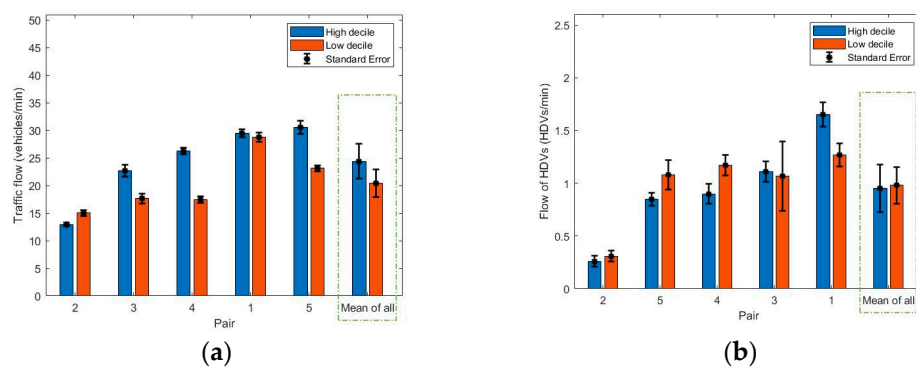 High decile
Low decile
Standard Error
Traffic flow (vehicles/min)
50
45
40
35
30
25
20
15
10
5
0
2 3 4 1 5 Mean of all
Pair
(a)
High decile
Low decile
Standard Error
Flow of HDVs (HDVs/min)
2.5
2
1.5
1
0.5
0
2 5 4 3 1 Mean of all
Pair
(b)